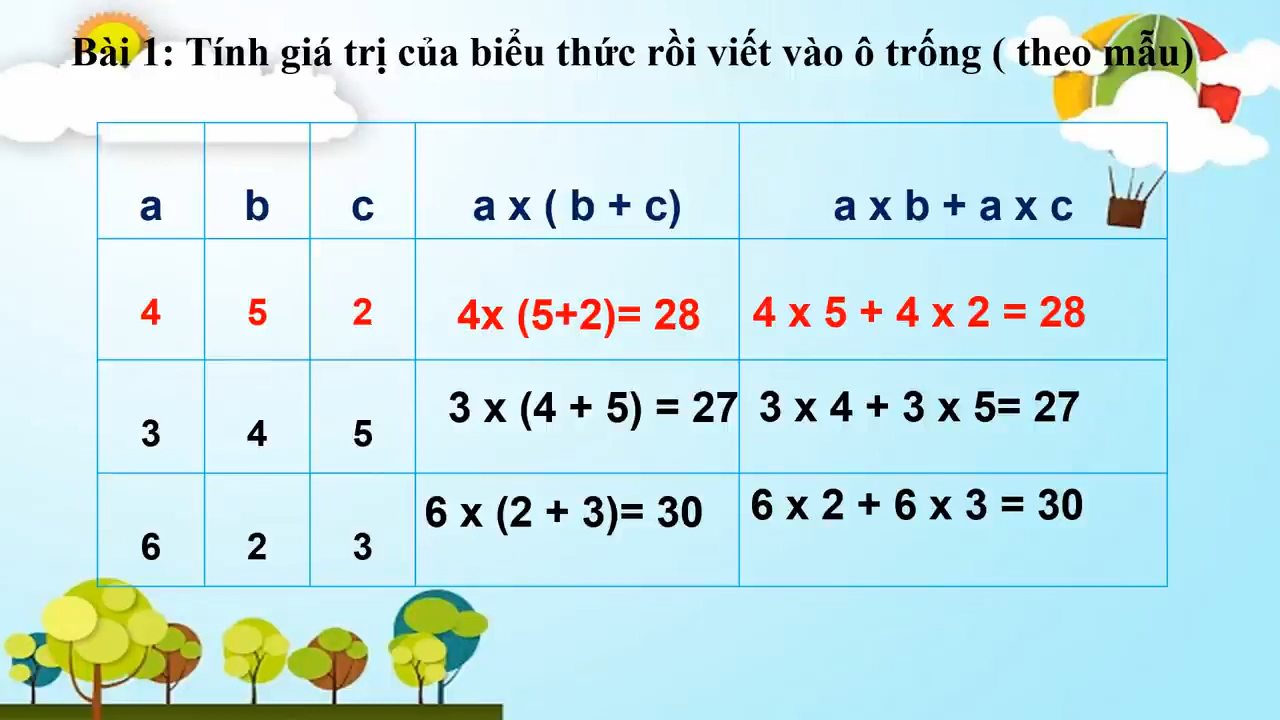 Bài 1: Tính giá trị của biểu thức rồi viết vào ô trống ( theo mẫu)
a b c a x ( b + c) a x b + a x c
4 5 2 4x (5+2)= 28 4 x 5 + 4 x 2 = 28
3 4 5 3 x (4 + 5) = 27 3 x 4 + 3 x 5= 27
6 2 3 6 x (2 + 3)= 30 6 x 2 + 6 x 3 = 30